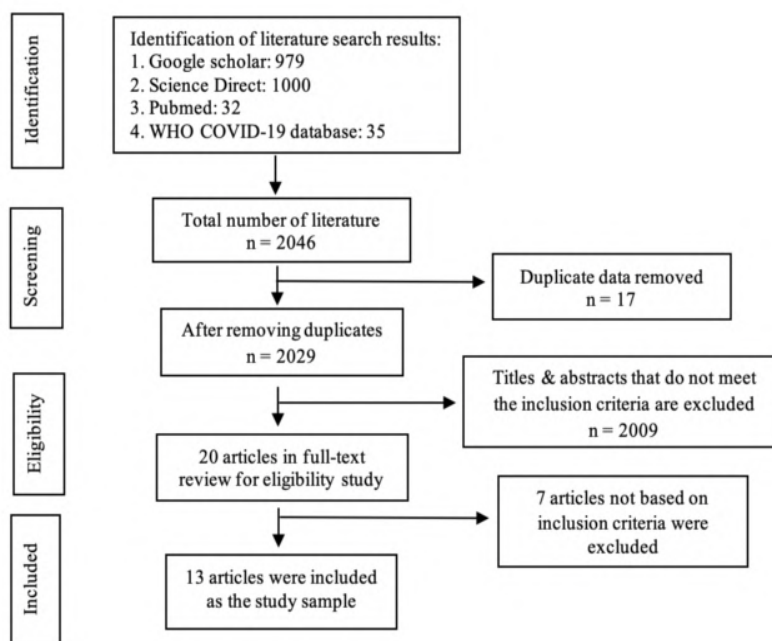 Identification
Identification of literature search results:
1. Google scholar: 979
2. Science Direct: 1000
3. Pubmed: 32
4. WHO COVID-19 database: 35
Screening
Total number of literature
n = 2046
Duplicate data removed
n = 17
After removing duplicates
n = 2029
Eligibility
Titles & abstracts that do not meet
the inclusion criteria are excluded
n = 2009
20 articles in full-text
review for eligibility study
7 articles not based on
inclusion criteria were
excluded
Included
13 articles were included
as the study sample